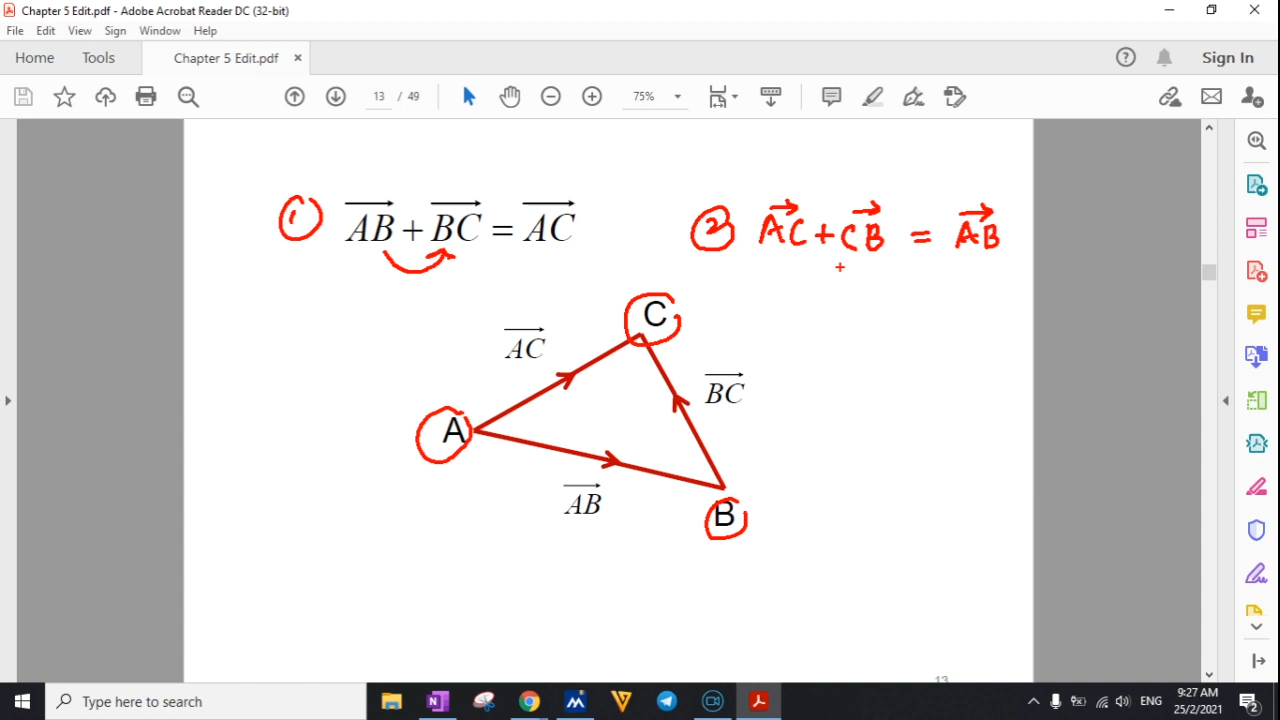 Chapter 5 Edit.pdf - Adobe Acrobat Reader DC (32-bit)
File Edit View Sign Window Help
Home Tools Chapter 5 Edit.pdf × Sign In
13 / 49 75%
① AB + BC = AC
② AC + CB = AB
C
AC
BC
A
AB
B
13
Type here to search
ENG
9:27 AM
25/2/2021
2